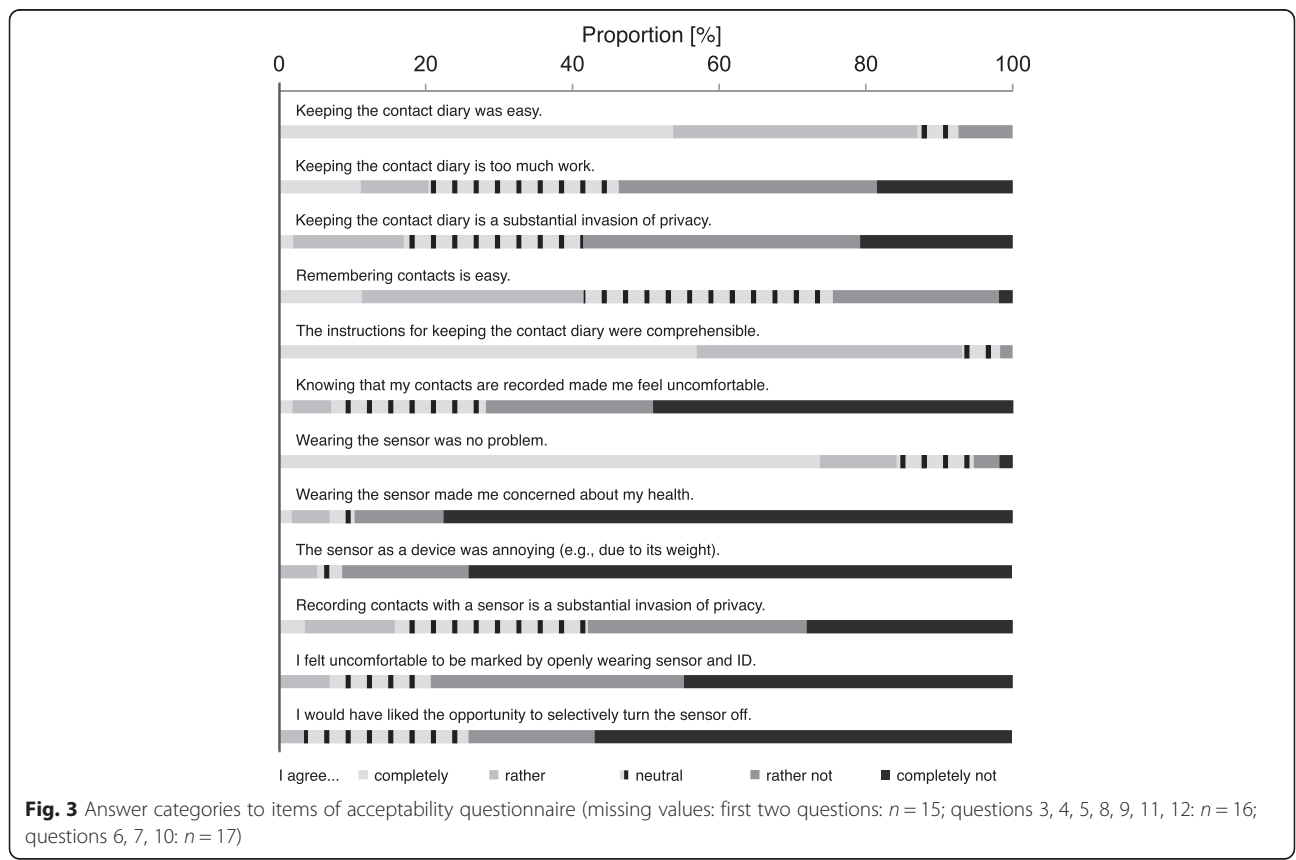 Proportion [%]
0 20 40 60 80 100
Keeping the contact diary was easy.
Keeping the contact diary is too much work.
Keeping the contact diary is a substantial invasion of privacy.
Remembering contacts is easy.
The instructions for keeping the contact diary were comprehensible.
Knowing that my contacts are recorded made me feel uncomfortable.
Wearing the sensor was no problem.
Wearing the sensor made me concerned about my health.
The sensor as a device was annoying (e.g., due to its weight).
Recording contacts with a sensor is a substantial invasion of privacy.
I felt uncomfortable to be marked by openly wearing sensor and ID.
I would have liked the opportunity to selectively turn the sensor off.
I agree... completely rather neutral rather not completely not
Fig. 3 Answer categories to items of acceptability questionnaire (missing values: first two questions: n = 15; questions 3, 4, 5, 8, 9, 11, 12: n = 16;
questions 6, 7, 10: n = 17)